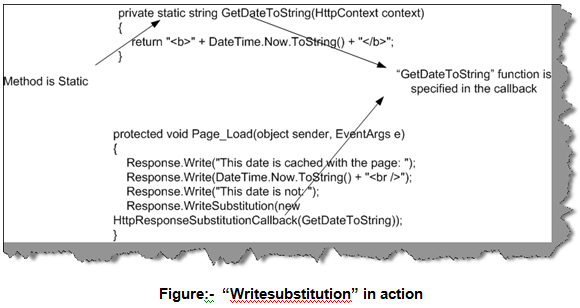 private static string GetDateToString(HttpContext context)
{
return "<b>" + DateTime.Now.ToString() + "</b>";
}
Method is Static
“GetDateToString” function is
specified in the callback
protected void Page_Load(object sender, EventArgs e)
{
Response.Write("This date is cached with the page: ");
Response.Write(DateTime.Now.ToString() + "<br />");
Response.Write("This date is not: ");
Response.WriteSubstitution(new
HttpResponseSubstitutionCallback(GetDateToString));
}
Figure:- “Writesubstitution” in action